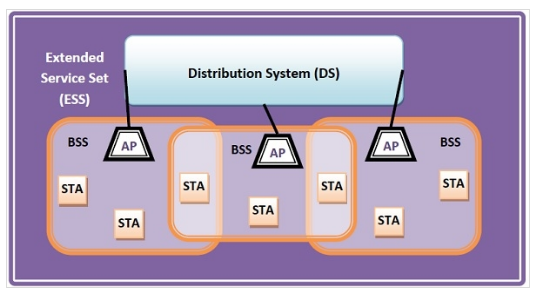 Extended
Service Set
(ESS)
Distribution System (DS)
BSS
AP
BSS
AP
AP
BSS
STA
STA
STA
STA
STA
STA
STA